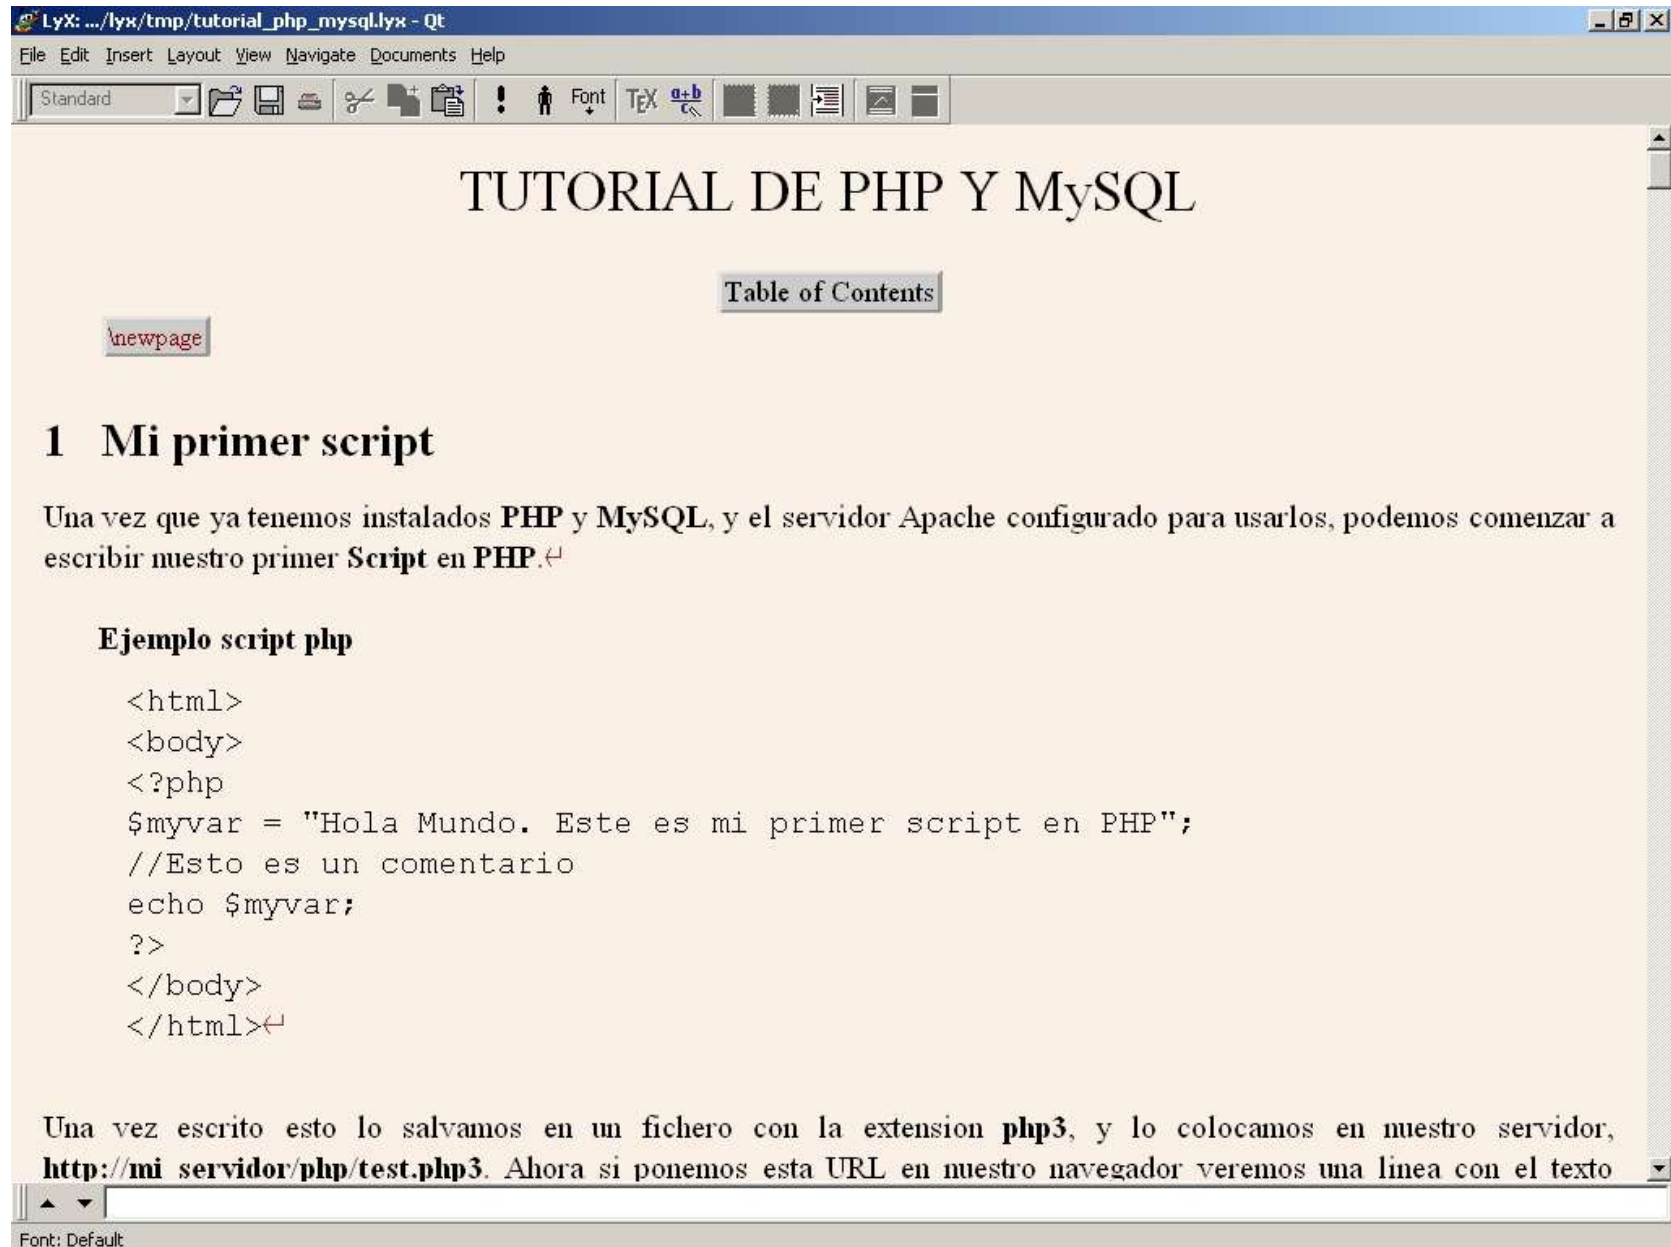 LyX: .../lyx/tmp/tutorial_php_mysql.lyx - Qt
File Edit Insert Layout View Navigate Documents Help
Standard Font TEX a+b c
TUTORIAL DE PHP Y MySQL
Table of Contents
\newpage
1 Mi primer script
Una vez que ya tenemos instalados PHP y MySQL, y el servidor Apache configurado para usarlos, podemos comenzar a
escribir nuestro primer Script en PHP.
Ejemplo script php
<html>
<body>
<?php
$myvar = "Hola Mundo. Este es mi primer script en PHP";
//Esto es un comentario
echo $myvar;
?>
</body>
</html>
Una vez escrito esto lo salvamos en un fichero con la extension php3, y lo colocamos en nuestro servidor,
http://mi_servidor/php/test.php3. Ahora si ponemos esta URL en nuestro navegador veremos una linea con el texto
Font: Default